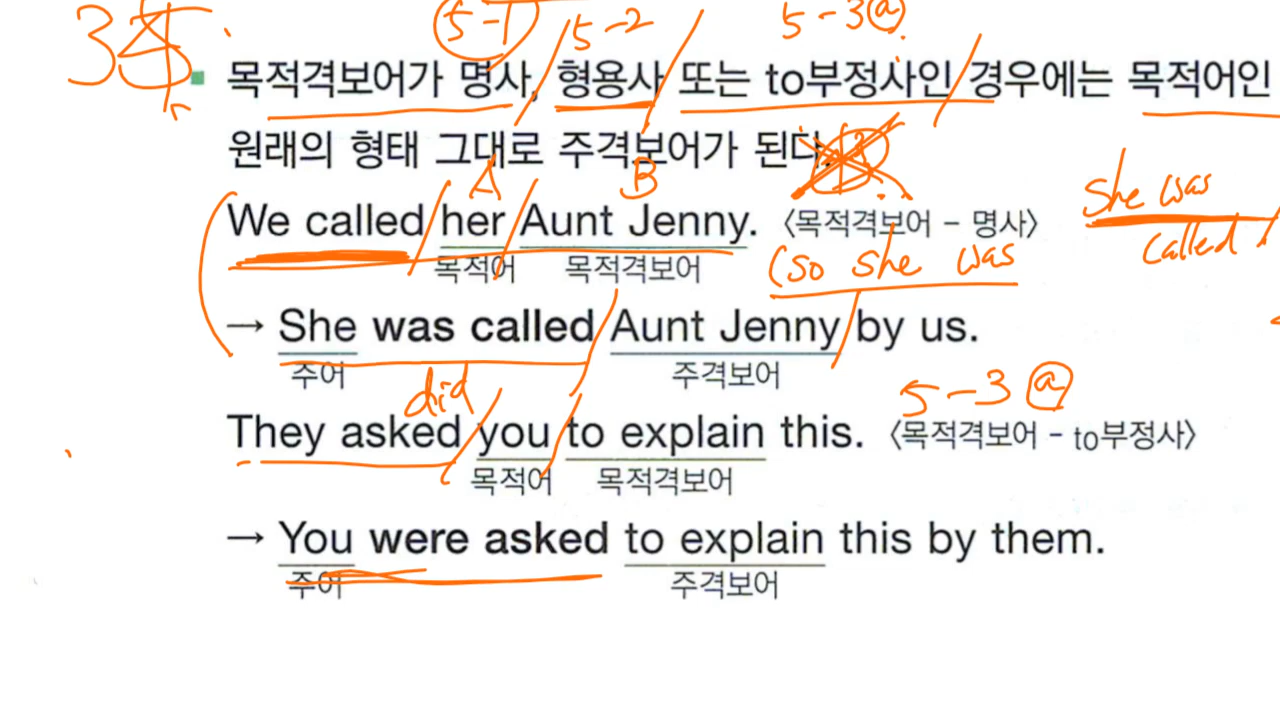 5-1 5-2 5-3ⓐ
목적격보어가 명사, 형용사 또는 to부정사인 경우에는 목적어인
원래의 형태 그대로 주격보어가 된다.
A B
We called her Aunt Jenny. 〈목적격보어 – 명사〉
She was called
목적어 목적격보어
(so she was
→ She was called Aunt Jenny by us.
주어 주격보어
did 5-3ⓐ
They asked you to explain this. 〈목적격보어 – to부정사〉
목적어 목적격보어
→ You were asked to explain this by them.
주어 주격보어